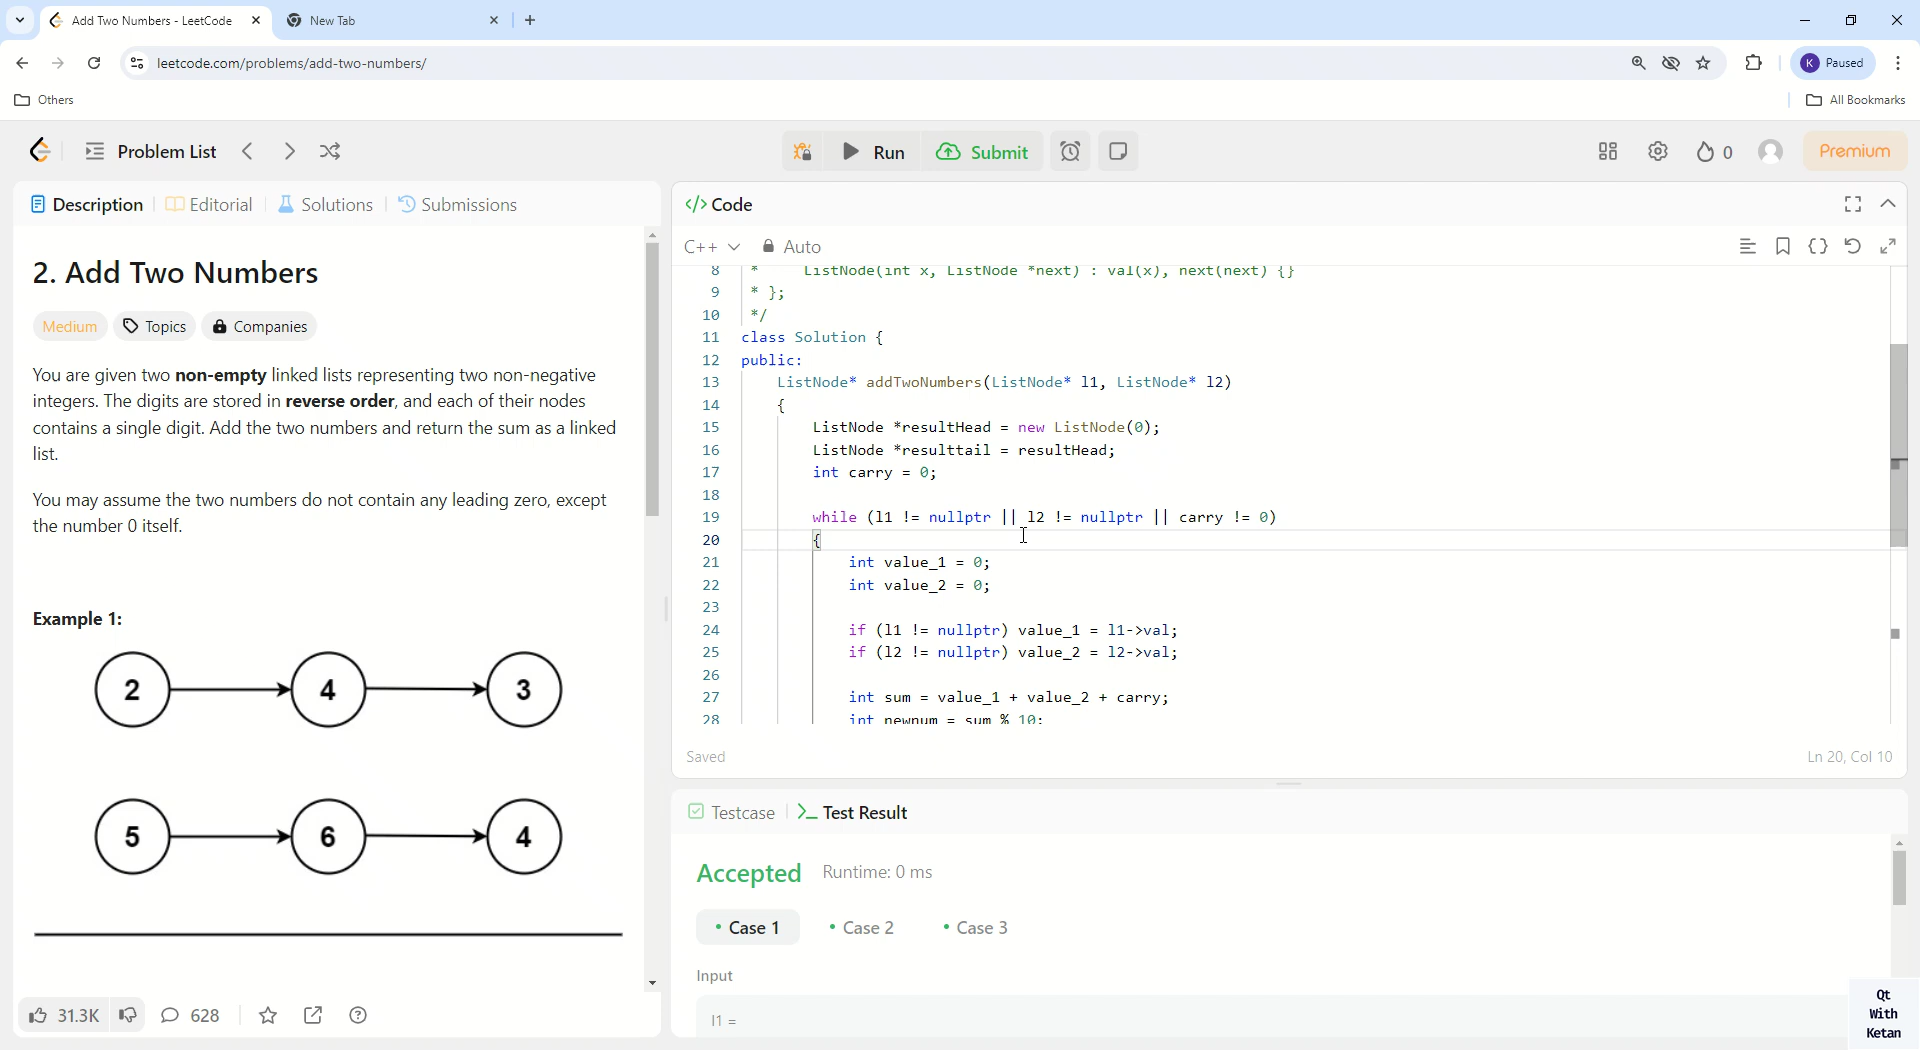 Add Two Numbers - LeetCode
New Tab
leetcode.com/problems/add-two-numbers/
K Paused
Others
All Bookmarks
Problem List
Run
Submit
0
Premium
Description
Editorial
Solutions
Submissions
2. Add Two Numbers
Medium
Topics
Companies
You are given two non-empty linked lists representing two non-negative
integers. The digits are stored in reverse order, and each of their nodes
contains a single digit. Add the two numbers and return the sum as a linked
list.
You may assume the two numbers do not contain any leading zero, except
the number 0 itself.
Example 1:
2 4 3
5 6 4
31.3K
628
</> Code
C++
Auto
8 * ListNode(int x, ListNode *next) : val(x), next(next) {}
9 * };
10 */
11 class Solution {
12 public:
13 ListNode* addTwoNumbers(ListNode* l1, ListNode* l2)
14 {
15 ListNode *resultHead = new ListNode(0);
16 ListNode *resulttail = resultHead;
17 int carry = 0;
18
19 while (l1 != nullptr || l2 != nullptr || carry != 0)
20 {
21 int value_1 = 0;
22 int value_2 = 0;
23
24 if (l1 != nullptr) value_1 = l1->val;
25 if (l2 != nullptr) value_2 = l2->val;
26
27 int sum = value_1 + value_2 + carry;
28 int newnum = sum % 10;
Saved
Ln 20, Col 10
Testcase
Test Result
Accepted
Runtime: 0 ms
Case 1
Case 2
Case 3
Input
l1 =
Qt
With
Ketan